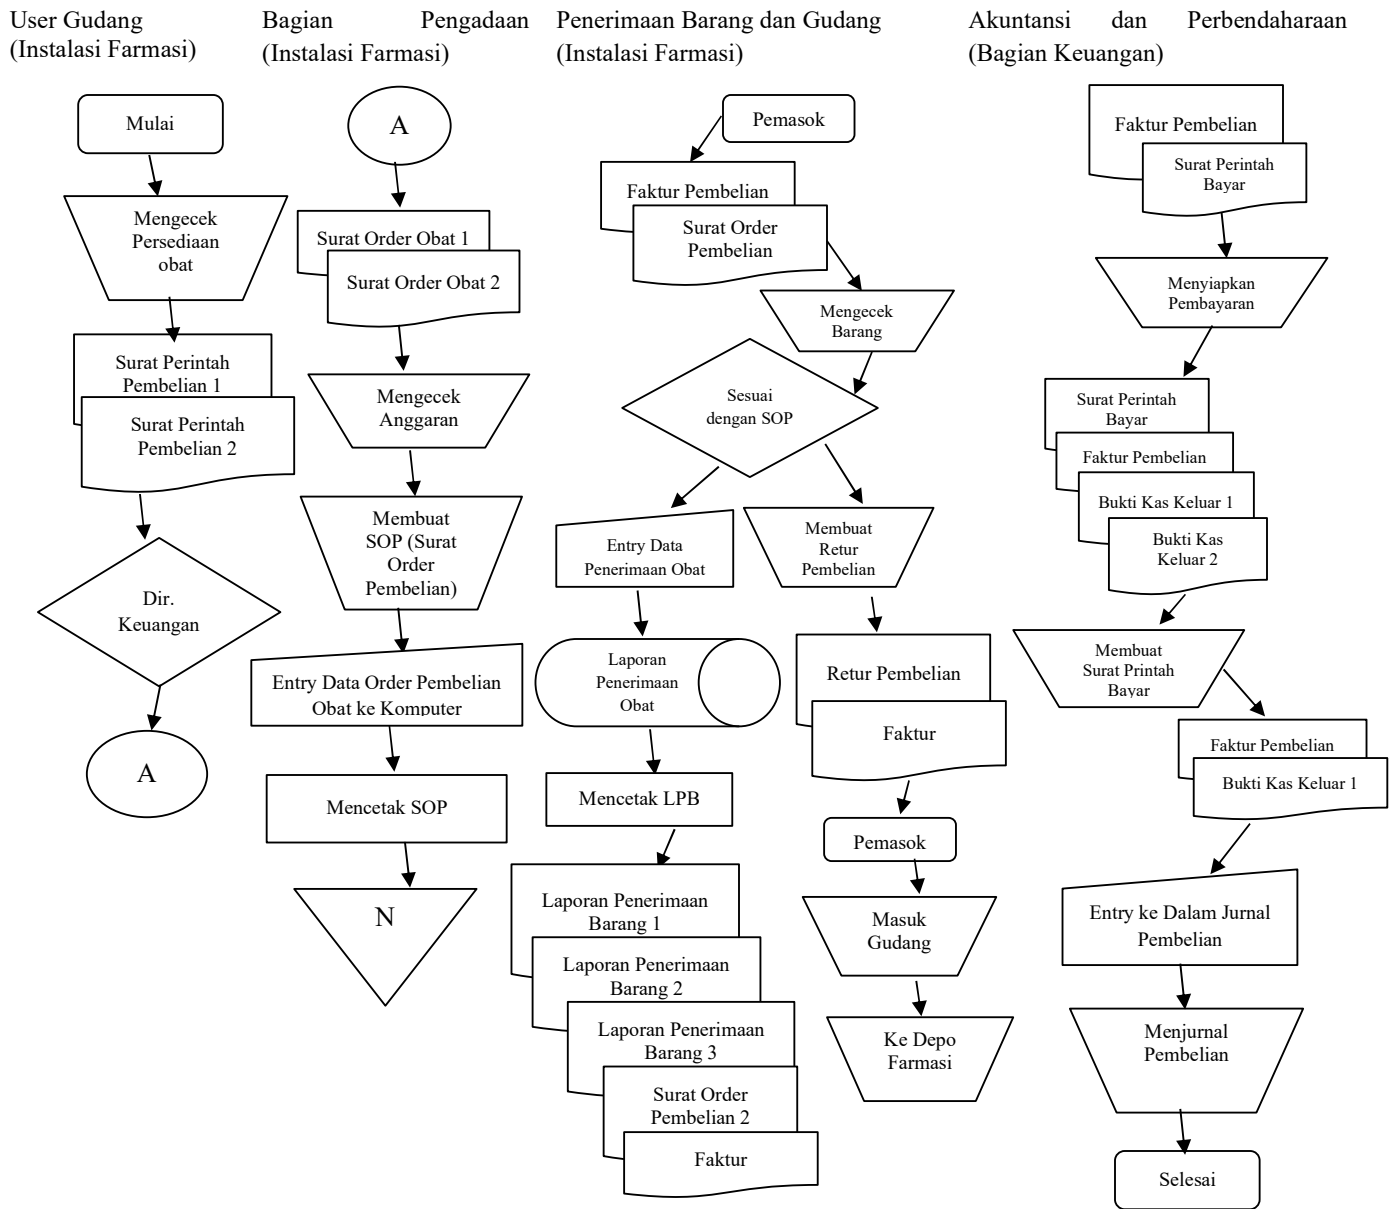 User Gudang
(Instalasi Farmasi)
Mulai
Mengecek
Persediaan
obat
Surat Perintah
Pembelian 1
Surat Perintah
Pembelian 2
Dir.
Keuangan
A
Bagian Pengadaan
(Instalasi Farmasi)
A
Surat Order Obat 1
Surat Order Obat 2
Mengecek
Anggaran
Membuat
SOP (Surat
Order
Pembelian)
Entry Data Order Pembelian
Obat ke Komputer
Mencetak SOP
N
Penerimaan Barang dan Gudang
(Instalasi Farmasi)
Pemasok
Faktur Pembelian
Surat Order
Pembelian
Mengecek
Barang
Sesuai
dengan SOP
Entry Data
Penerimaan Obat
Laporan
Penerimaan
Obat
Mencetak LPB
Laporan Penerimaan
Barang 1
Laporan Penerimaan
Barang 2
Laporan Penerimaan
Barang 3
Surat Order
Pembelian 2
Faktur
Membuat
Retur
Pembelian
Retur Pembelian
Faktur
Pemasok
Masuk
Gudang
Ke Depo
Farmasi
Akuntansi dan Perbendaharaan
(Bagian Keuangan)
Faktur Pembelian
Surat Perintah
Bayar
Menyiapkan
Pembayaran
Surat Perintah
Bayar
Faktur Pembelian
Bukti Kas Keluar 1
Bukti Kas
Keluar 2
Membuat
Surat Printah
Bayar
Faktur Pembelian
Bukti Kas Keluar 1
Entry ke Dalam Jurnal
Pembelian
Menjurnal
Pembelian
Selesai